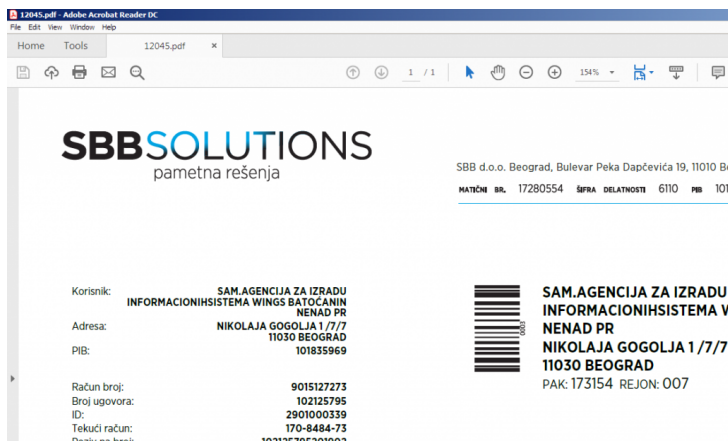 12045.pdf - Adobe Acrobat Reader DC
File Edit View Window Help
Home Tools 12045.pdf ×
1 / 1 154%
SBBSOLUTIONS
pametna rešenja
SBB d.o.o. Beograd, Bulevar Peka Dapčevića 19, 11010
MATIČNI BR. 17280554 ŠIFRA DELATNOSTI 6110 PIB
Korisnik: SAM.AGENCIJA ZA IZRADU
INFORMACIONIHSISTEMA WINGS BATOĆANIN
NENAD PR
Adresa: NIKOLAJA GOGOLJA 1 /7/7
11030 BEOGRAD
PIB: 101835969
Račun broj: 9015127273
Broj ugovora: 102125795
ID: 2901000339
Tekući račun: 170-8484-73
0003
SAM.AGENCIJA ZA IZRADU
INFORMACIONIHSISTEMA
NENAD PR
NIKOLAJA GOGOLJA 1 /7/7
11030 BEOGRAD
PAK: 173154 REJON: 007